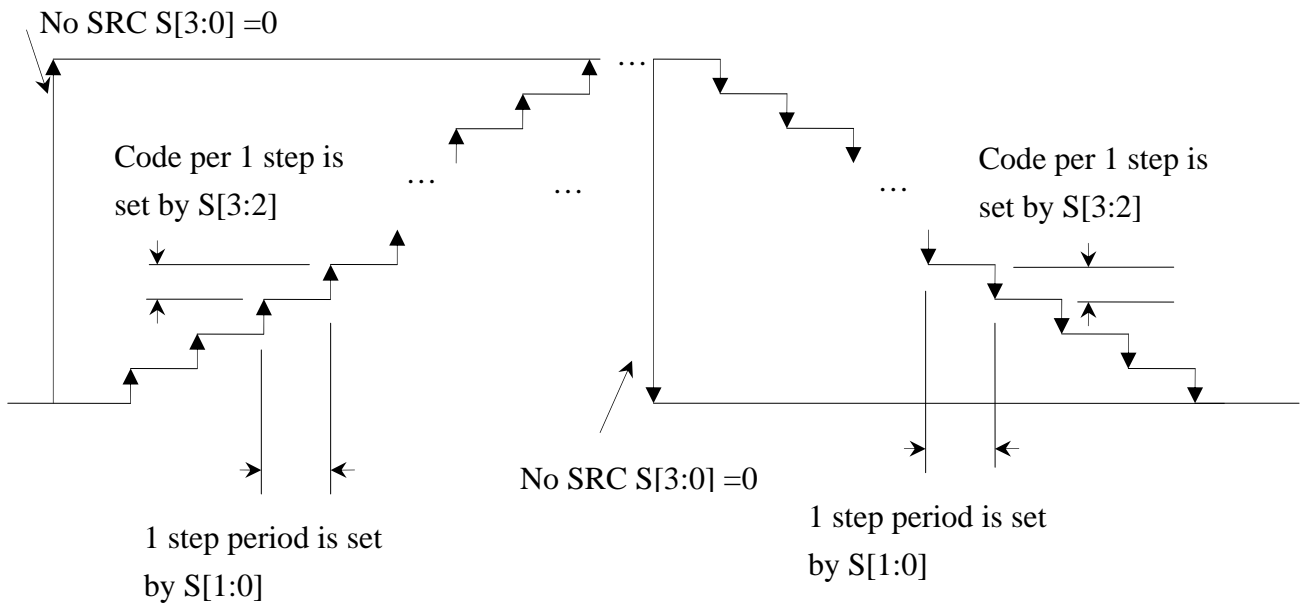 No SRC S[3:0] =0
…
Code per 1 step is
set by S[3:2]
…
…
…
Code per 1 step is
set by S[3:2]
No SRC S[3:0] =0
1 step period is set
by S[1:0]
1 step period is set
by S[1:0]